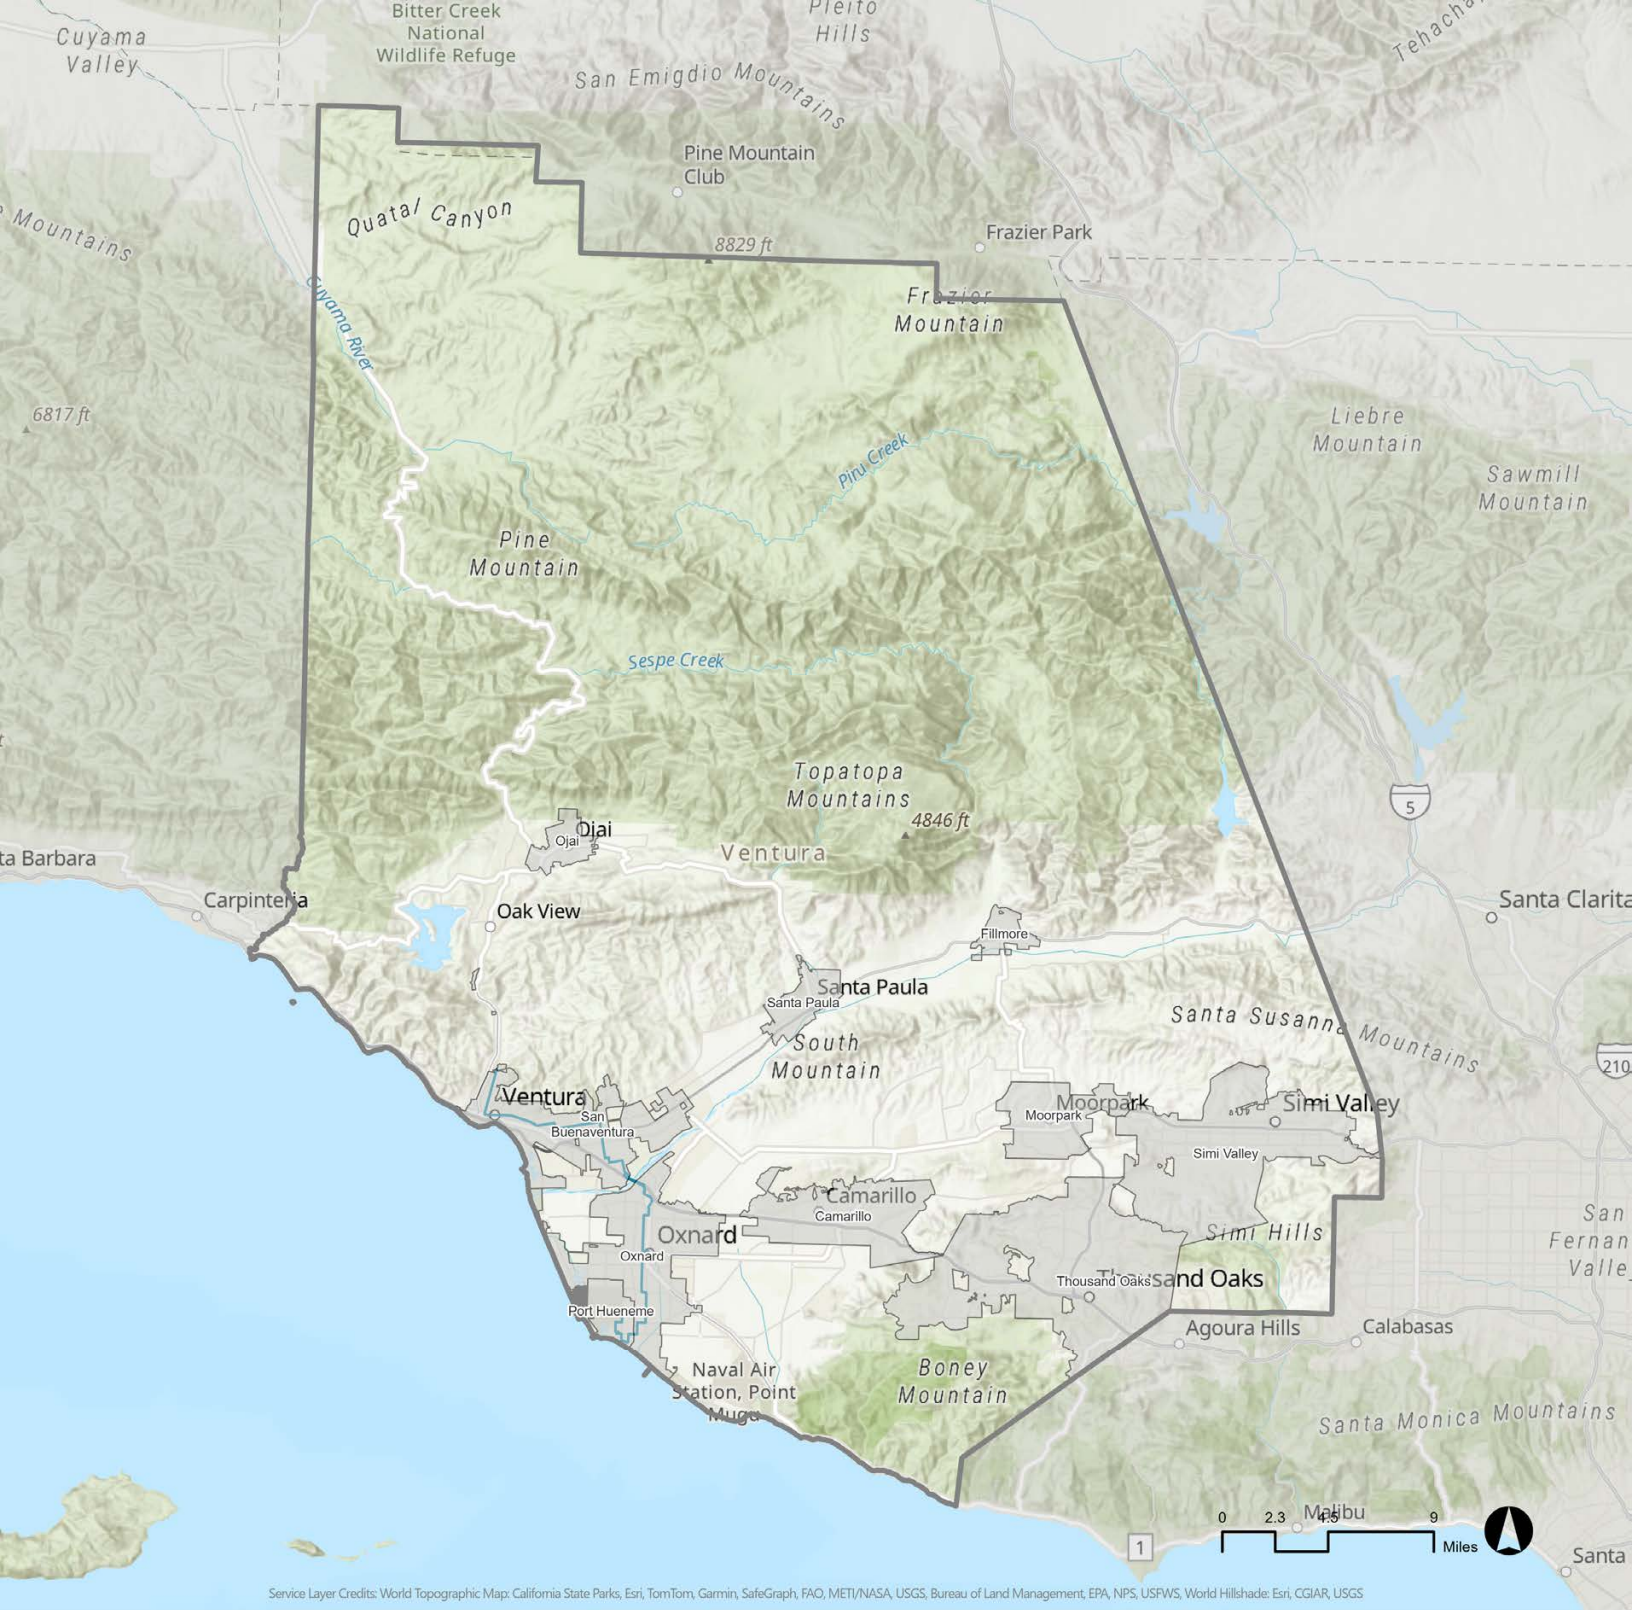 Bitter Creek
National
Wildlife Refuge
Pleito
Hills
Tehacha
Cuyama
Valley
San Emigdio Mountains
Pine Mountain
Club
Mountains
Quatal Canyon
Frazier Park
8829 ft
Frazier
Mountain
Cuyama River
6817 ft
Liebre
Mountain
Piru Creek
Sawmill
Mountain
Pine
Mountain
Sespe Creek
Topatopa
Mountains
4846 ft
5
Ojai
Ojai
Ventura
ta Barbara
Carpinteria
Oak View
Santa Clarita
Fillmore
Santa Paula
Santa Paula
Santa Susanna Mountains
South
Mountain
210
Ventura
San
Buenaventura
Moorpark
Moorpark
Simi Valley
Simi Valley
Camarillo
Camarillo
Oxnard
Oxnard
Simi Hills
San
Fernan
Valle
Thousand Oaks
Thousand Oaks
Port Hueneme
Agoura Hills
Calabasas
Naval Air
Station, Point
Mugu
Boney
Mountain
Santa Monica Mountains
Malibu
0 2.3 4.5 9
Miles
1
Santa
Service Layer Credits: World Topographic Map: California State Parks, Esri, TomTom, Garmin, SafeGraph, FAO, METI/NASA, USGS, Bureau of Land Management, EPA, NPS, USFWS, World Hillshade: Esri, CGIAR, USGS